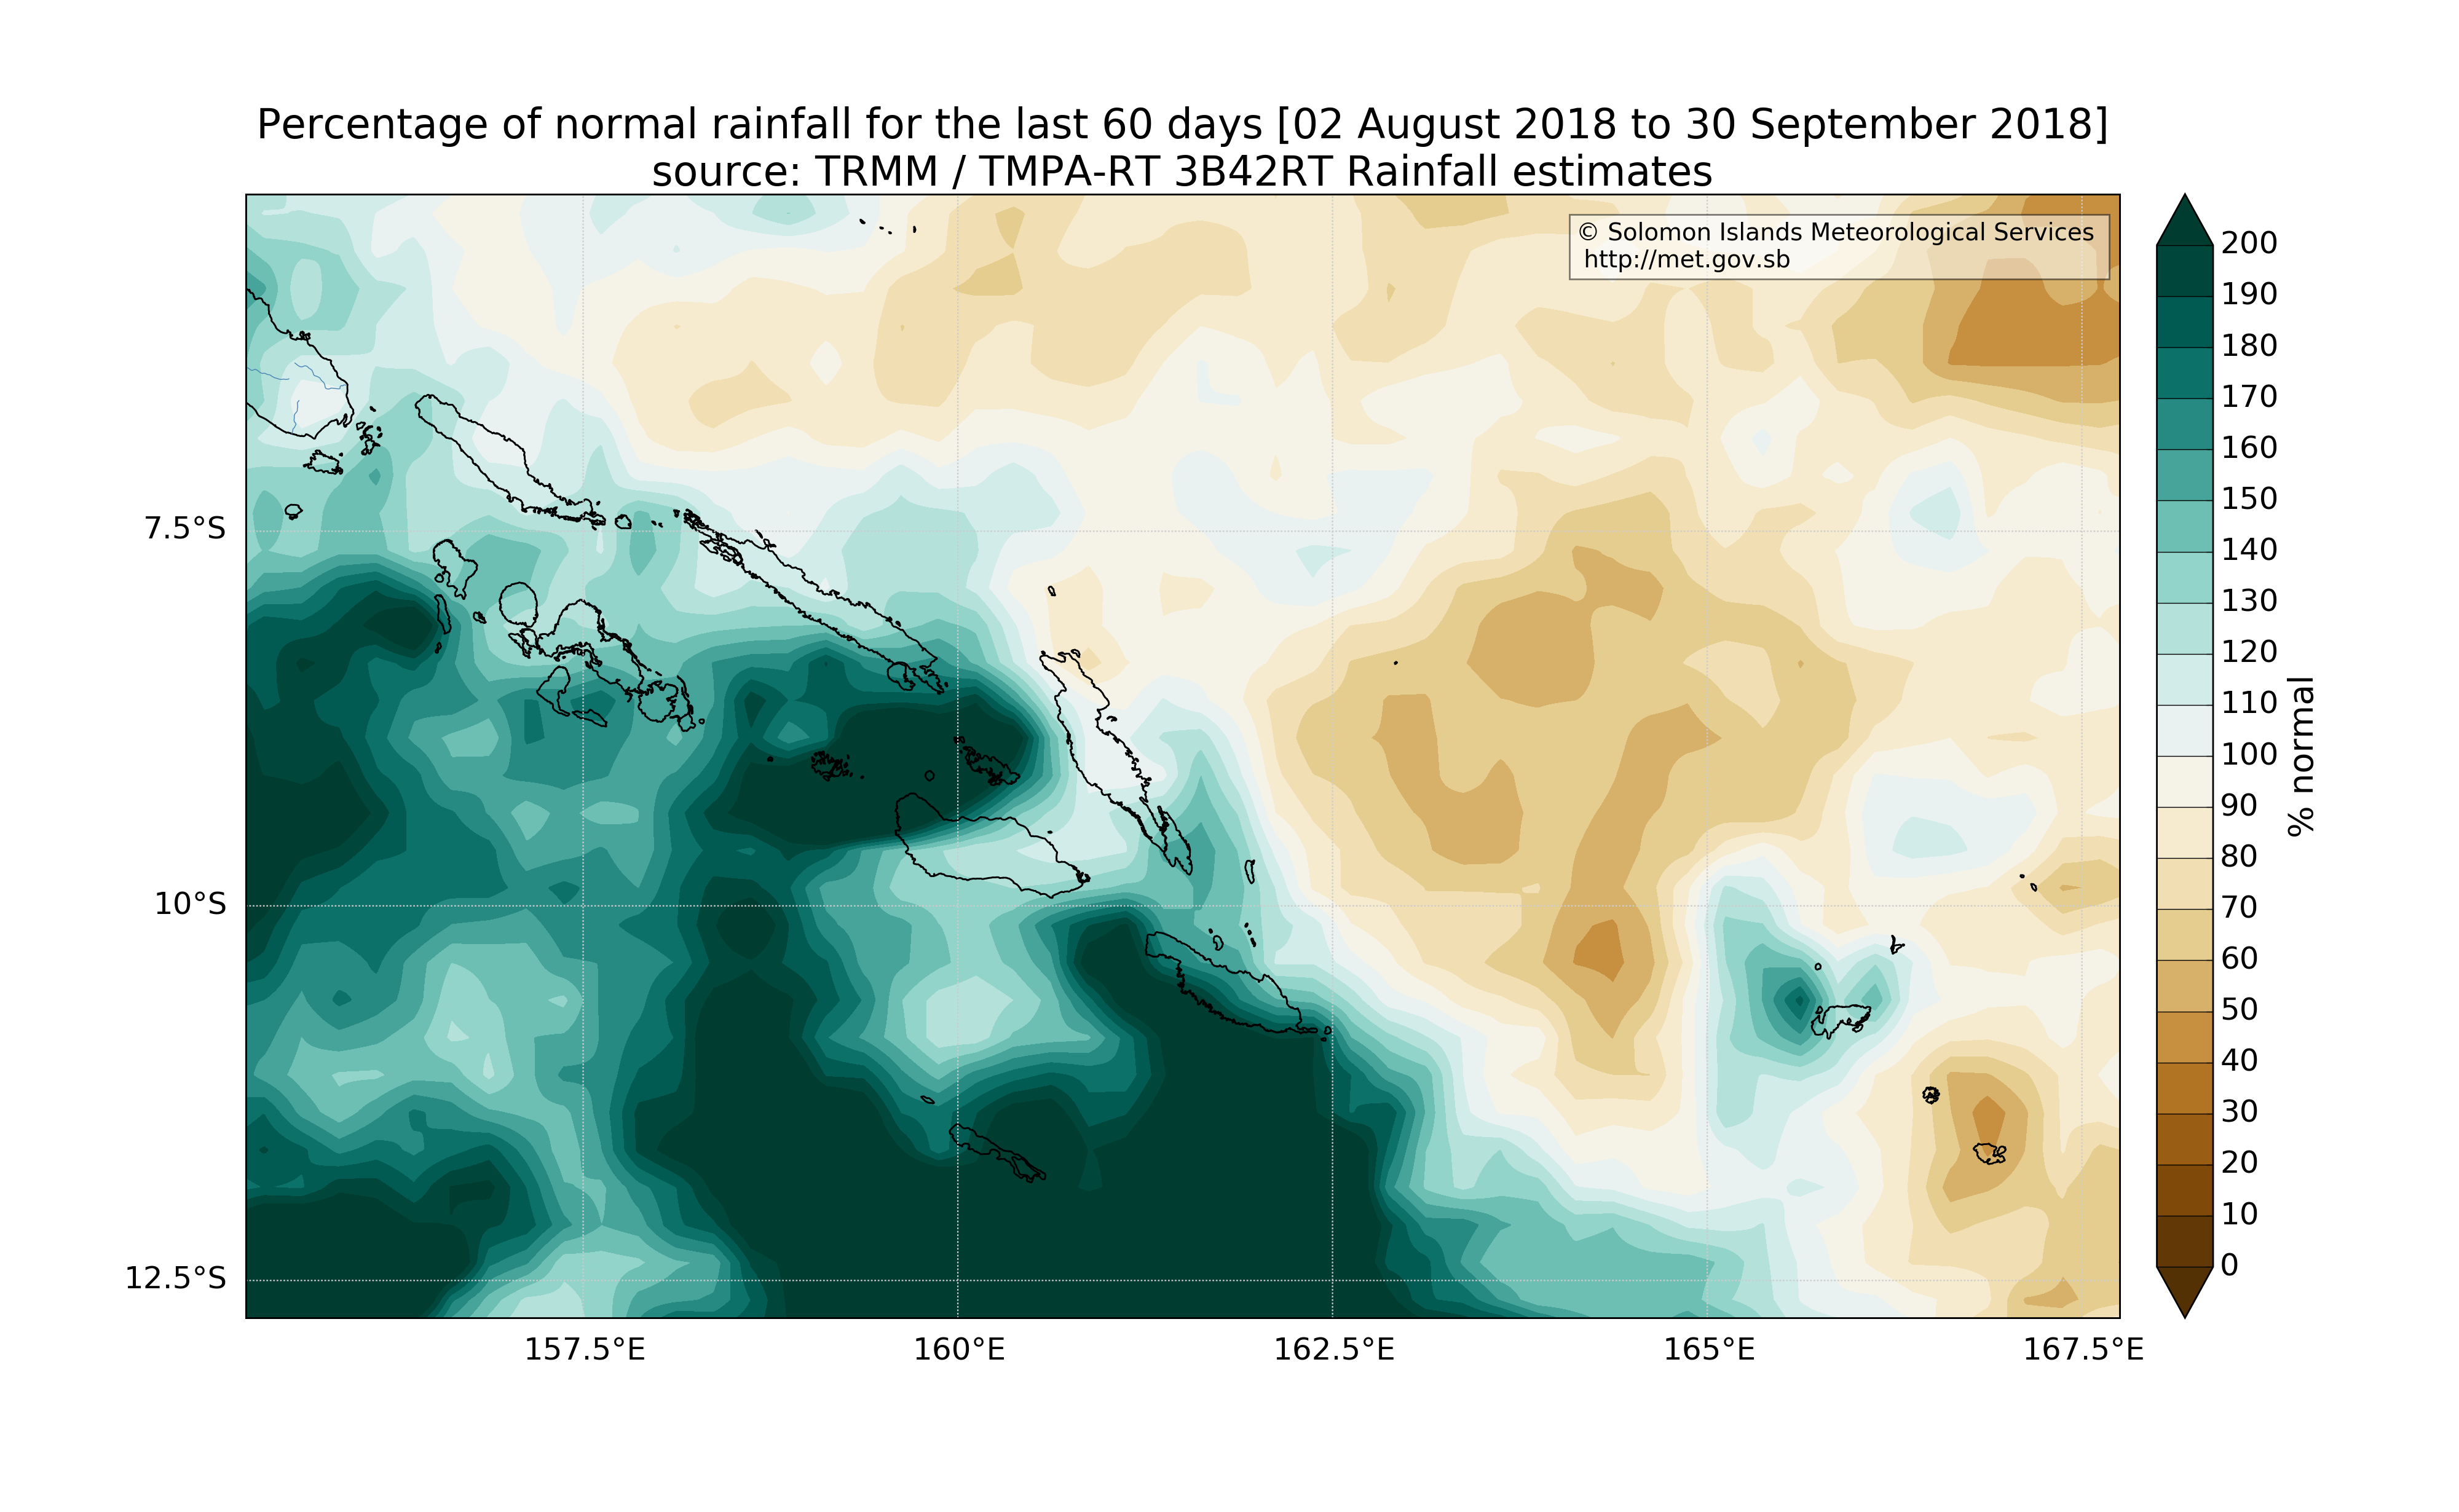 Percentage of normal rainfall for the last 60 days [02 August 2018 to 30 September 2018]
source: TRMM / TMPA-RT 3B42RT Rainfall estimates
© Solomon Islands Meteorological Services
http://met.gov.sb
7.5°S
10°S
12.5°S
157.5°E
160°E
162.5°E
165°E
167.5°E
200
190
180
170
160
150
140
130
120
110
100
90
80
70
60
50
40
30
20
10
0
% normal